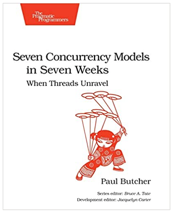 The
Pragmatic
Programmers
Seven Concurrency Models
in Seven Weeks
When Threads Unravel
Paul Butcher
Series editor: Bruce A. Tate
Development editor: Jacquelyn Carter